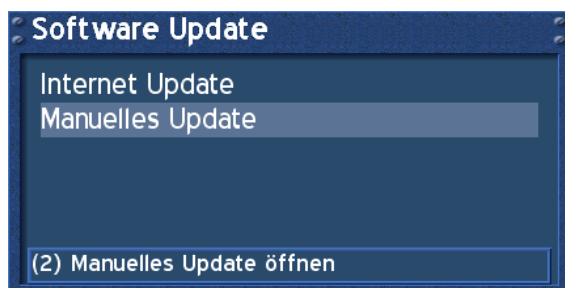 Software Update
Internet Update
Manuelles Update
(2) Manuelles Update öffnen